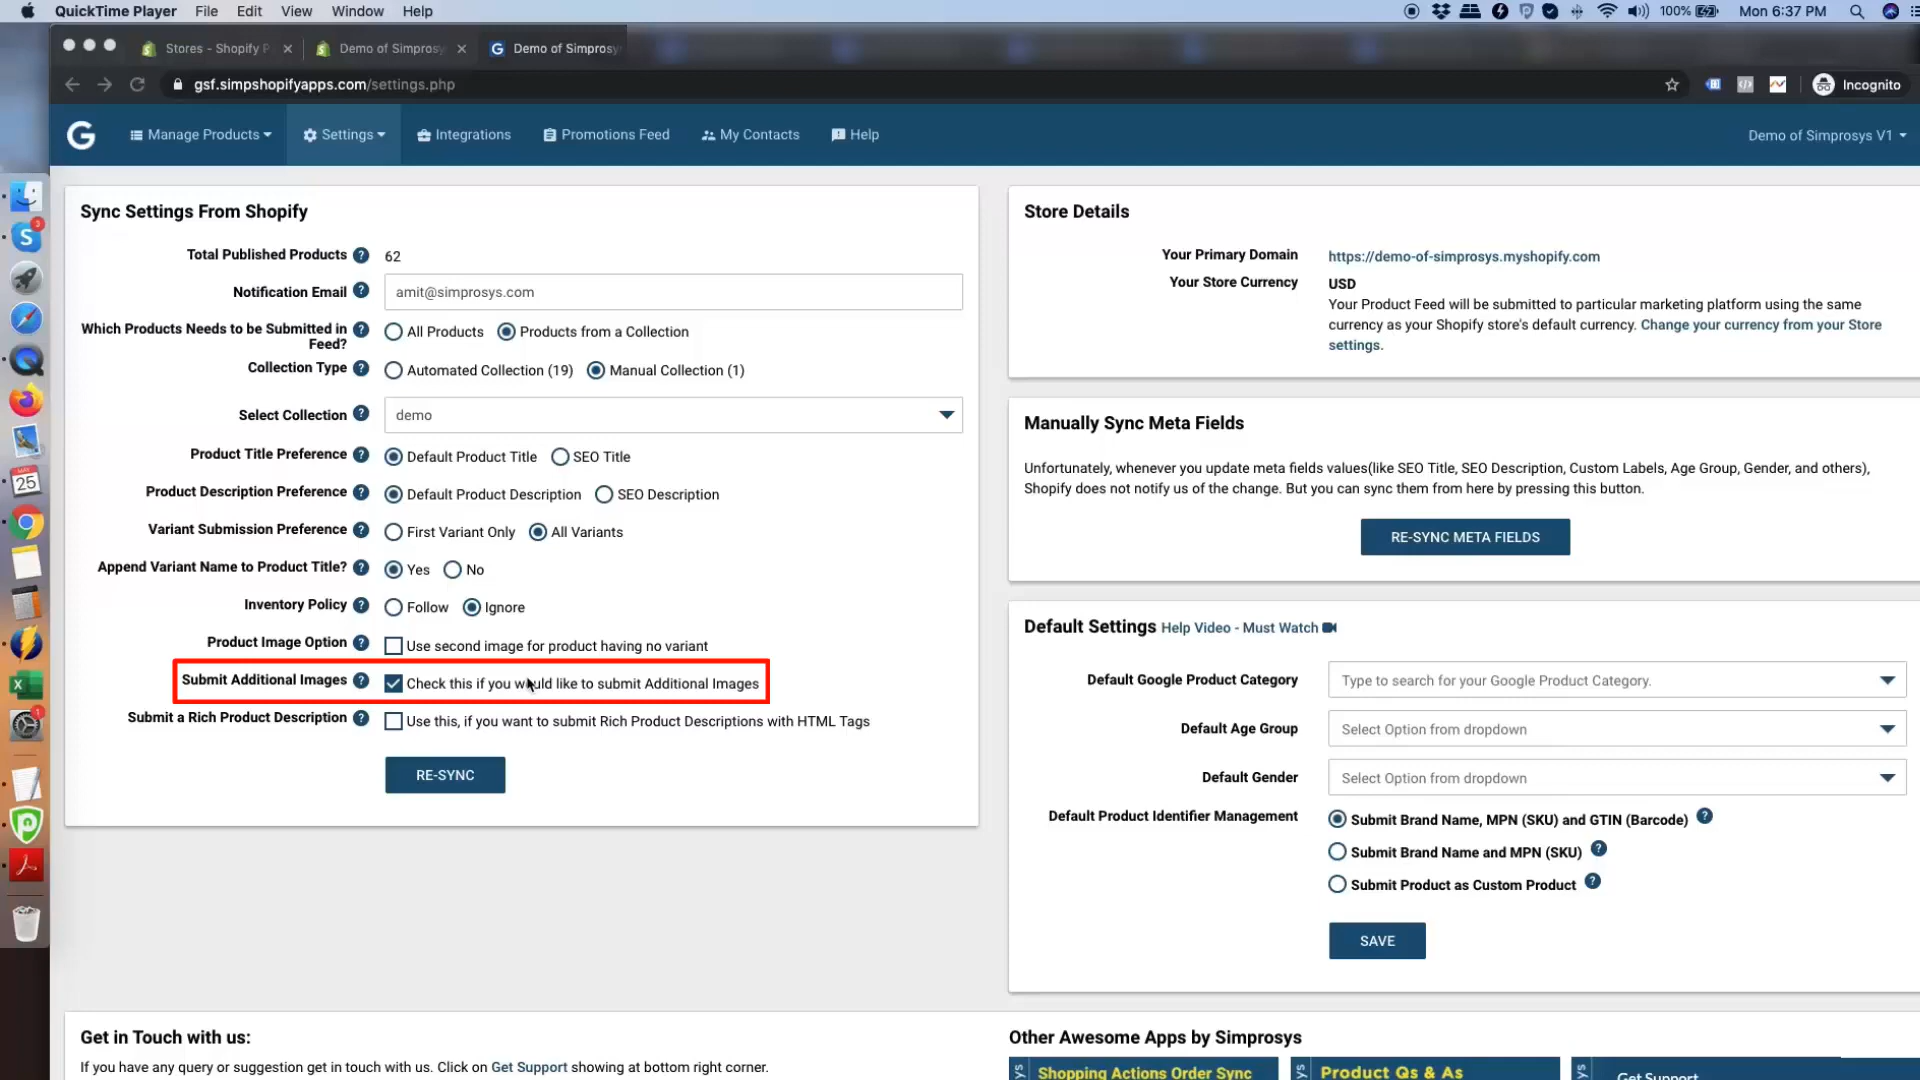 QuickTime Player File Edit View Window Help 100% Mon 6:37 PM
Stores - Shopify P Demo of Simprosy Demo of Simprosy
gsf.simpshopifyapps.com/settings.php Incognito
G Manage Products Settings Integrations Promotions Feed My Contacts Help Demo of Simprosys V1
Sync Settings From Shopify
Total Published Products ? 62
Notification Email ? amit@simprosys.com
Which Products Needs to be Submitted in Feed? ? All Products Products from a Collection
Collection Type ? Automated Collection (19) Manual Collection (1)
Select Collection ? demo
Product Title Preference ? Default Product Title SEO Title
Product Description Preference ? Default Product Description SEO Description
Variant Submission Preference ? First Variant Only All Variants
Append Variant Name to Product Title? ? Yes No
Inventory Policy ? Follow Ignore
Product Image Option ? Use second image for product having no variant
Submit Additional Images ? Check this if you would like to submit Additional Images
Submit a Rich Product Description ? Use this, if you want to submit Rich Product Descriptions with HTML Tags
RE-SYNC
Store Details
Your Primary Domain https://demo-of-simprosys.myshopify.com
Your Store Currency USD
Your Product Feed will be submitted to particular marketing platform using the same
currency as your Shopify store's default currency. Change your currency from your Store
settings.
Manually Sync Meta Fields
Unfortunately, whenever you update meta fields values(like SEO Title, SEO Description, Custom Labels, Age Group, Gender, and others),
Shopify does not notify us of the change. But you can sync them from here by pressing this button.
RE-SYNC META FIELDS
Default Settings Help Video - Must Watch
Default Google Product Category Type to search for your Google Product Category.
Default Age Group Select Option from dropdown
Default Gender Select Option from dropdown
Default Product Identifier Management Submit Brand Name, MPN (SKU) and GTIN (Barcode) ?
Submit Brand Name and MPN (SKU) ?
Submit Product as Custom Product ?
SAVE
Get in Touch with us:
If you have any query or suggestion get in touch with us. Click on Get Support showing at bottom right corner.
Other Awesome Apps by Simprosys
Shopping Actions Order Sync Product Qs & As Get Support
3
MAY
25
1